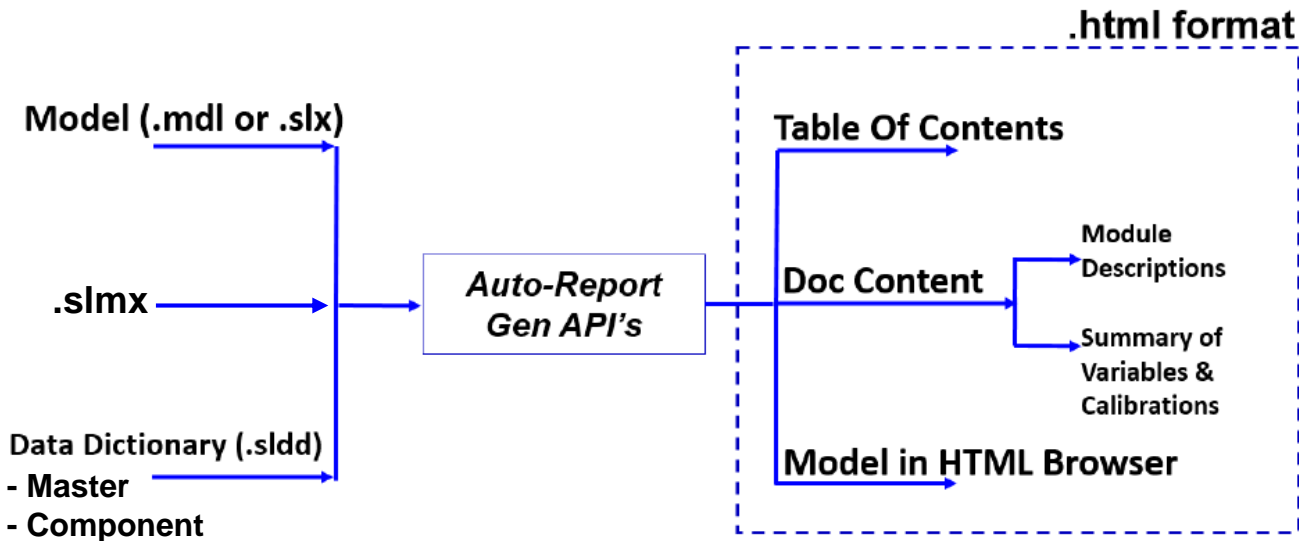 .html format
Model (.mdl or .slx)
.slmx
Data Dictionary (.sldd)
- Master
- Component
Auto-Report
Gen API's
Table Of Contents
Doc Content
Module
Descriptions
Summary of
Variables &
Calibrations
Model in HTML Browser